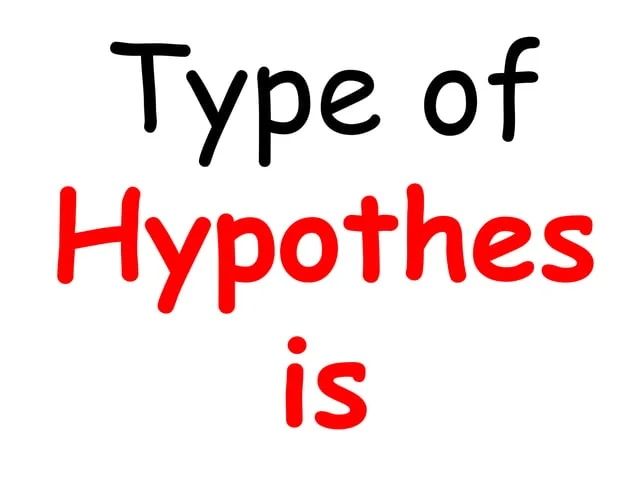 Type of
Hypothes
is